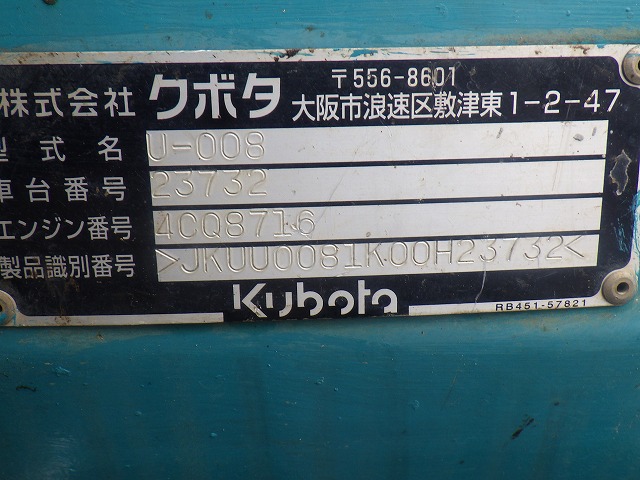 〒556-8601
株式会社 クボタ 大阪市浪速区敷津東1-2-47
型式名 U-008
車台番号 23732
エンジン番号 4CQ8716
製品識別番号 >JKUU0081K00H23732<
Kubota
RB451-57821